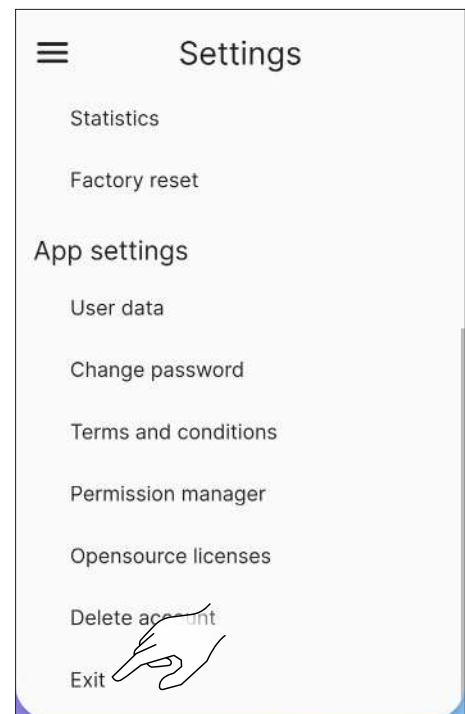 Settings
Statistics
Factory reset
App settings
User data
Change password
Terms and conditions
Permission manager
Opensource licenses
Delete account
Exit